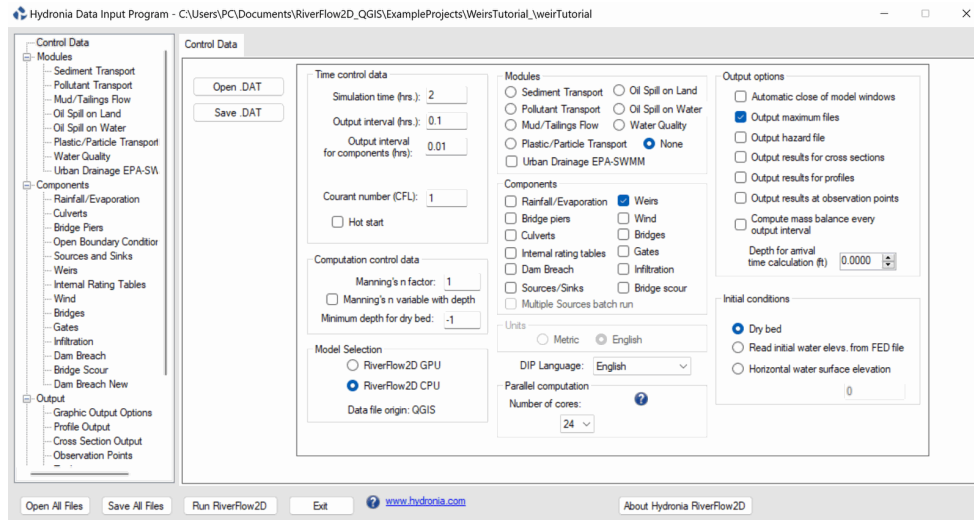 Hydronia Data Input Program - C:\Users\PC\Documents\RiverFlow2D_QGIS\ExampleProjects\WeirsTutorial_\weirTutorial
Control Data
Modules
Sediment Transport
Pollutant Transport
Mud/Tailings Flow
Oil Spill on Land
Oil Spill on Water
Plastic/Particle Transport
Water Quality
Urban Drainage EPA-SW
Components
Rainfall/Evaporation
Culverts
Bridge Piers
Open Boundary Condition
Sources and Sinks
Weirs
Internal Rating Tables
Wind
Bridges
Gates
Infiltration
Dam Breach
Bridge Scour
Dam Breach New
Output
Graphic Output Options
Profile Output
Cross Section Output
Observation Points
Control Data
Open .DAT
Save .DAT
Time control data
Simulation time (hrs.): 2
Output interval (hrs.): 0.1
Output interval
for components (hrs): 0.01
Courant number (CFL): 1
Hot start
Computation control data
Manning's n factor: 1
Manning's n variable with depth
Minimum depth for dry bed: -1
Model Selection
RiverFlow2D GPU
RiverFlow2D CPU
Data file origin: QGIS
Modules
Sediment Transport Oil Spill on Land
Pollutant Transport Oil Spill on Water
Mud/Tailings Flow Water Quality
Plastic/Particle Transport None
Urban Drainage EPA-SWMM
Components
Rainfall/Evaporation Weirs
Bridge piers Wind
Culverts Bridges
Internal rating tables Gates
Dam Breach Infiltration
Sources/Sinks Bridge scour
Multiple Sources batch run
Units
Metric English
DIP Language: English
Parallel computation
Number of cores:
24
Output options
Automatic close of model windows
Output maximum files
Output hazard file
Output results for cross sections
Output results for profiles
Output results at observation points
Compute mass balance every
output interval
Depth for arrival
time calculation (ft) 0.0000
Initial conditions
Dry bed
Read initial water elevs. from FED file
Horizontal water surface elevation
0
Open All Files Save All Files Run RiverFlow2D Exit www.hydronia.com About Hydronia RiverFlow2D